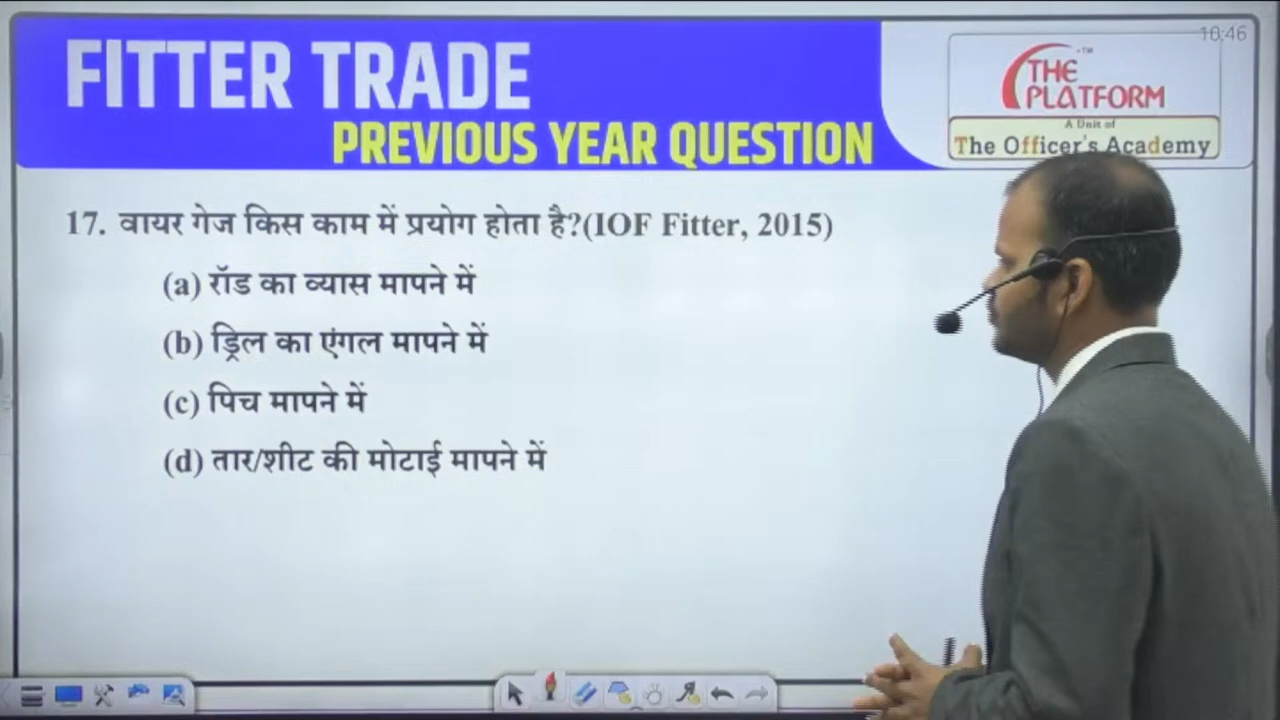 FITTER TRADE
PREVIOUS YEAR QUESTION
10:46
THE
PLATFORM
™
A Unit of
The Officer's Academy
17. वायर गेज किस काम में प्रयोग होता है?(IOF Fitter, 2015)
(a) रॉड का व्यास मापने में
(b) ड्रिल का एंगल मापने में
(c) पिच मापने में
(d) तार/शीट की मोटाई मापने में